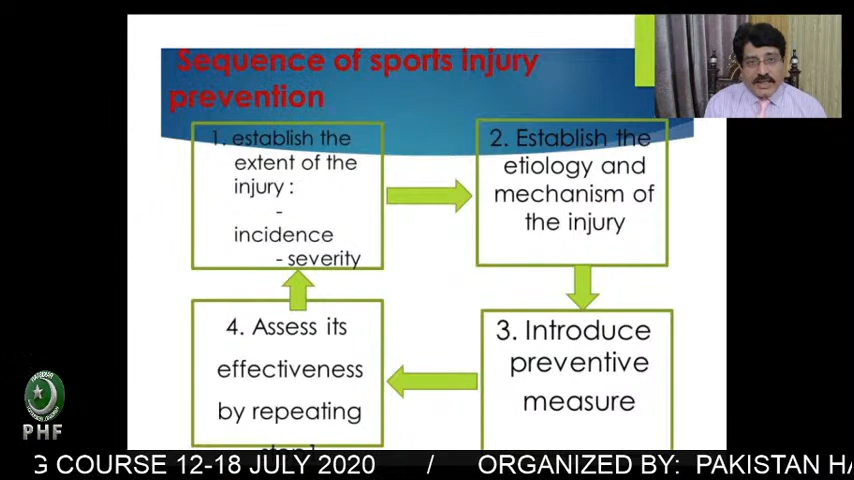 Sequence of sports injury
prevention
1. establish the
extent of the
injury :
-
incidence
- severity
2. Establish the
etiology and
mechanism of
the injury
4. Assess its
effectiveness
by repeating
3. Introduce
preventive
measure
PHF
G COURSE 12-18 JULY 2020 / ORGANIZED BY: PAKISTAN HA